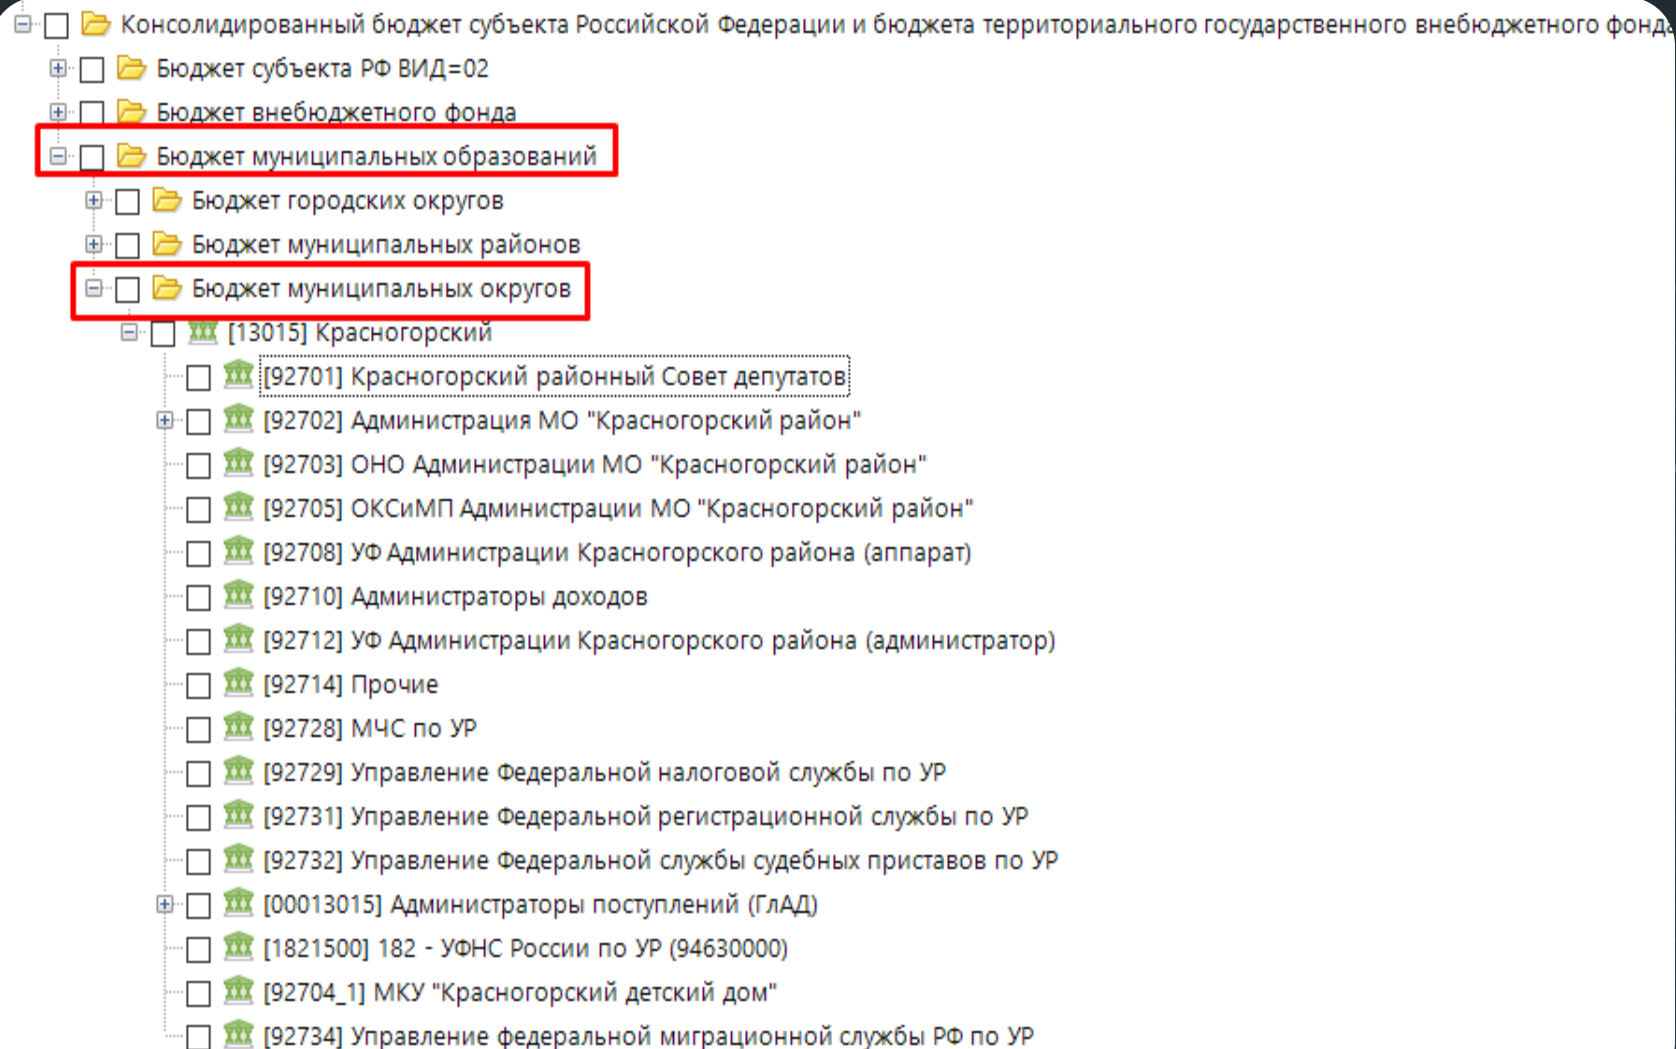 Консолидированный бюджет субъекта Российской Федерации и бюджета территориального государственного внебюджетного фонда
Бюджет субъекта РФ ВИД=02
Бюджет внебюджетного фонда
Бюджет муниципальных образований
Бюджет городских округов
Бюджет муниципальных районов
Бюджет муниципальных округов
[13015] Красногорский
[92701] Красногорский районный Совет депутатов
[92702] Администрация МО "Красногорский район"
[92703] ОНО Администрации МО "Красногорский район"
[92705] ОКСиМП Администрации МО "Красногорский район"
[92708] УФ Администрации Красногорского района (аппарат)
[92710] Администраторы доходов
[92712] УФ Администрации Красногорского района (администратор)
[92714] Прочие
[92728] МЧС по УР
[92729] Управление Федеральной налоговой службы по УР
[92731] Управление Федеральной регистрационной службы по УР
[92732] Управление Федеральной службы судебных приставов по УР
[00013015] Администраторы поступлений (ГлАД)
[1821500] 182 - УФНС России по УР (94630000)
[92704_1] МКУ "Красногорский детский дом"
[92734] Управление федеральной миграционной службы РФ по УР